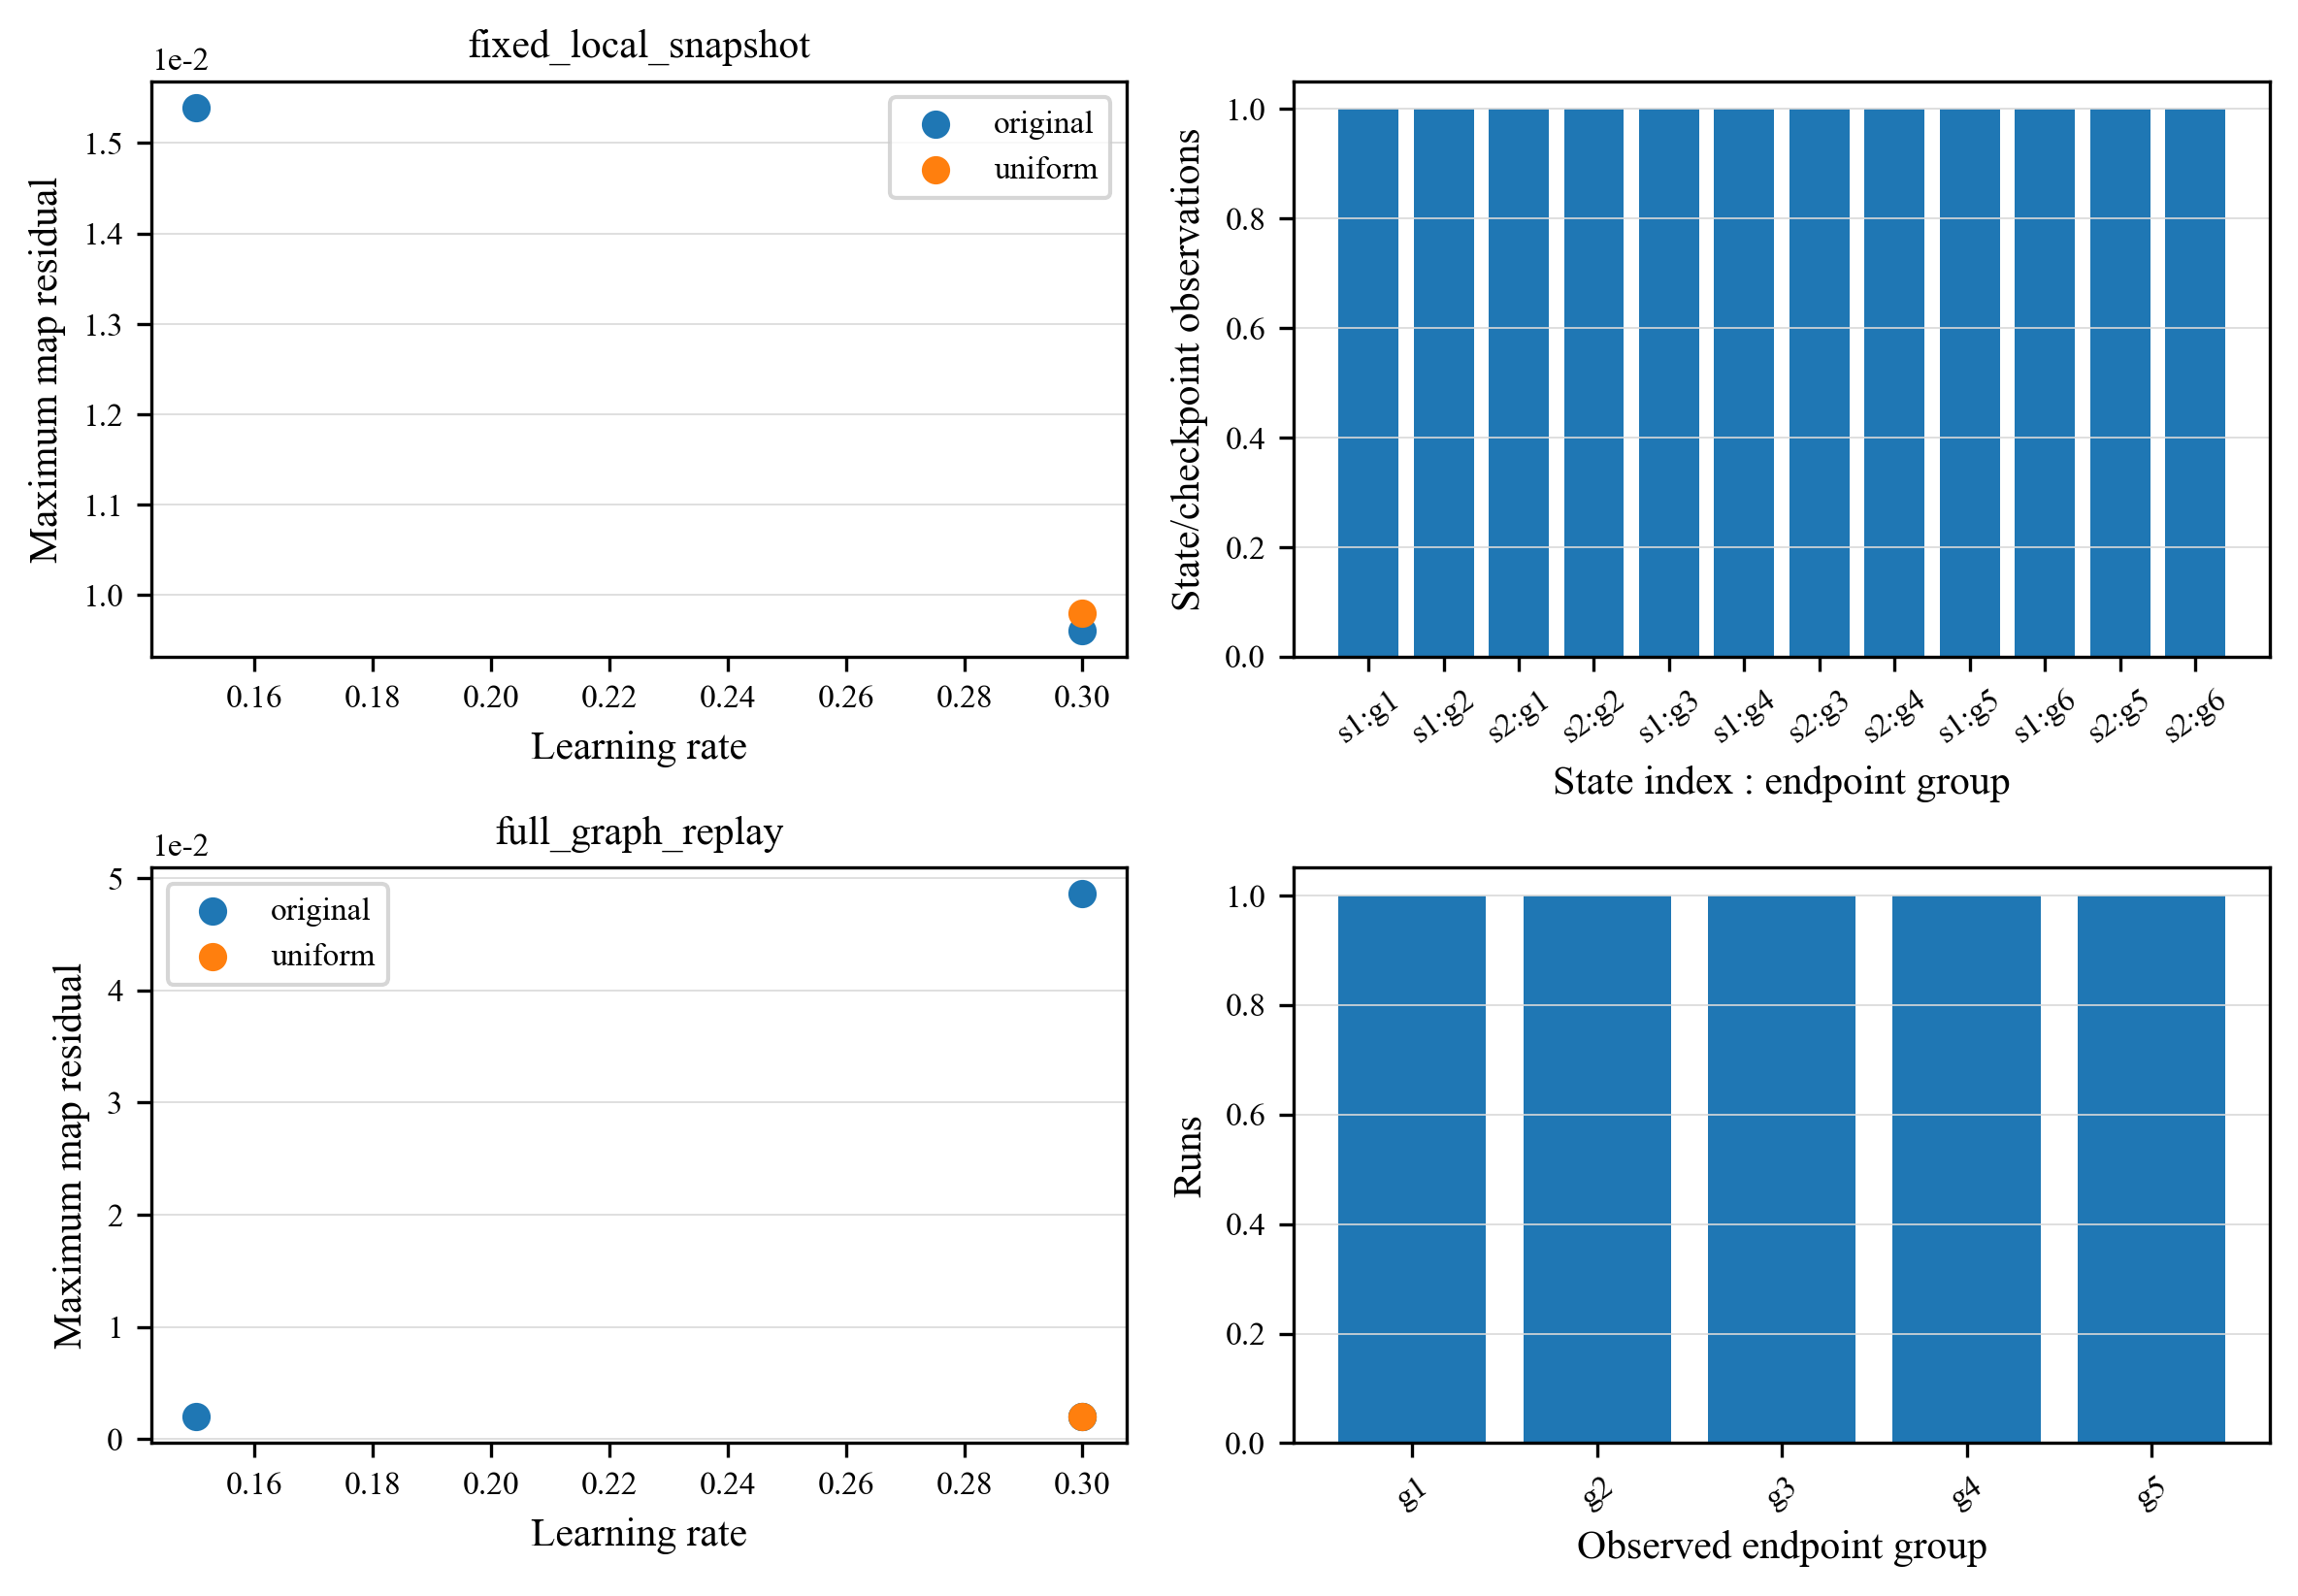 fixed_local_snapshot
1e-2
Maximum map residual
1.5
1.4
1.3
1.2
1.1
1.0
original
uniform
0.16 0.18 0.20 0.22 0.24 0.26 0.28 0.30
Learning rate
State/checkpoint observations
1.0
0.8
0.6
0.4
0.2
0.0
s1:g1 s1:g2 s2:g1 s2:g2 s1:g3 s1:g4 s2:g3 s2:g4 s1:g5 s1:g6 s2:g5 s2:g6
State index : endpoint group
full_graph_replay
1e-2
Maximum map residual
5
4
3
2
1
0
original
uniform
0.16 0.18 0.20 0.22 0.24 0.26 0.28 0.30
Learning rate
Runs
1.0
0.8
0.6
0.4
0.2
0.0
g1 g2 g3 g4 g5
Observed endpoint group